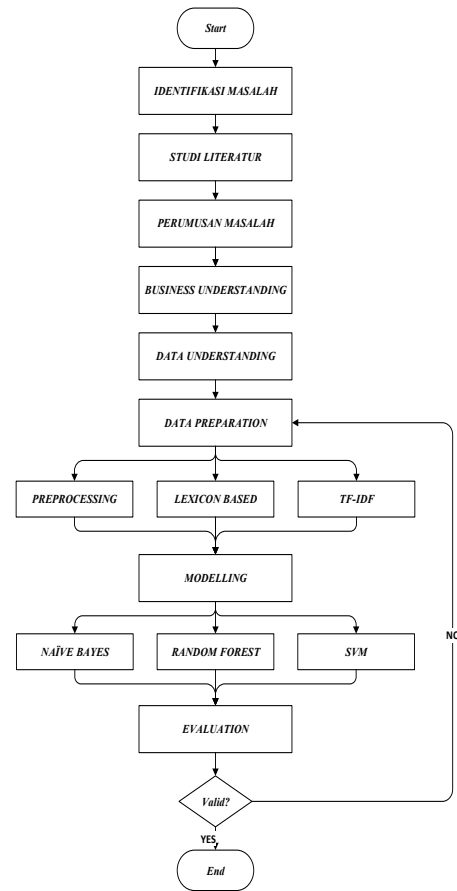 Start
IDENTIFIKASI MASALAH
STUDI LITERATUR
PERUMUSAN MASALAH
BUSINESS UNDERSTANDING
DATA UNDERSTANDING
DATA PREPARATION
PREPROCESSING
LEXICON BASED
TF-IDF
MODELLING
NAÏVE BAYES
RANDOM FOREST
SVM
NO
EVALUATION
Valid?
YES
End